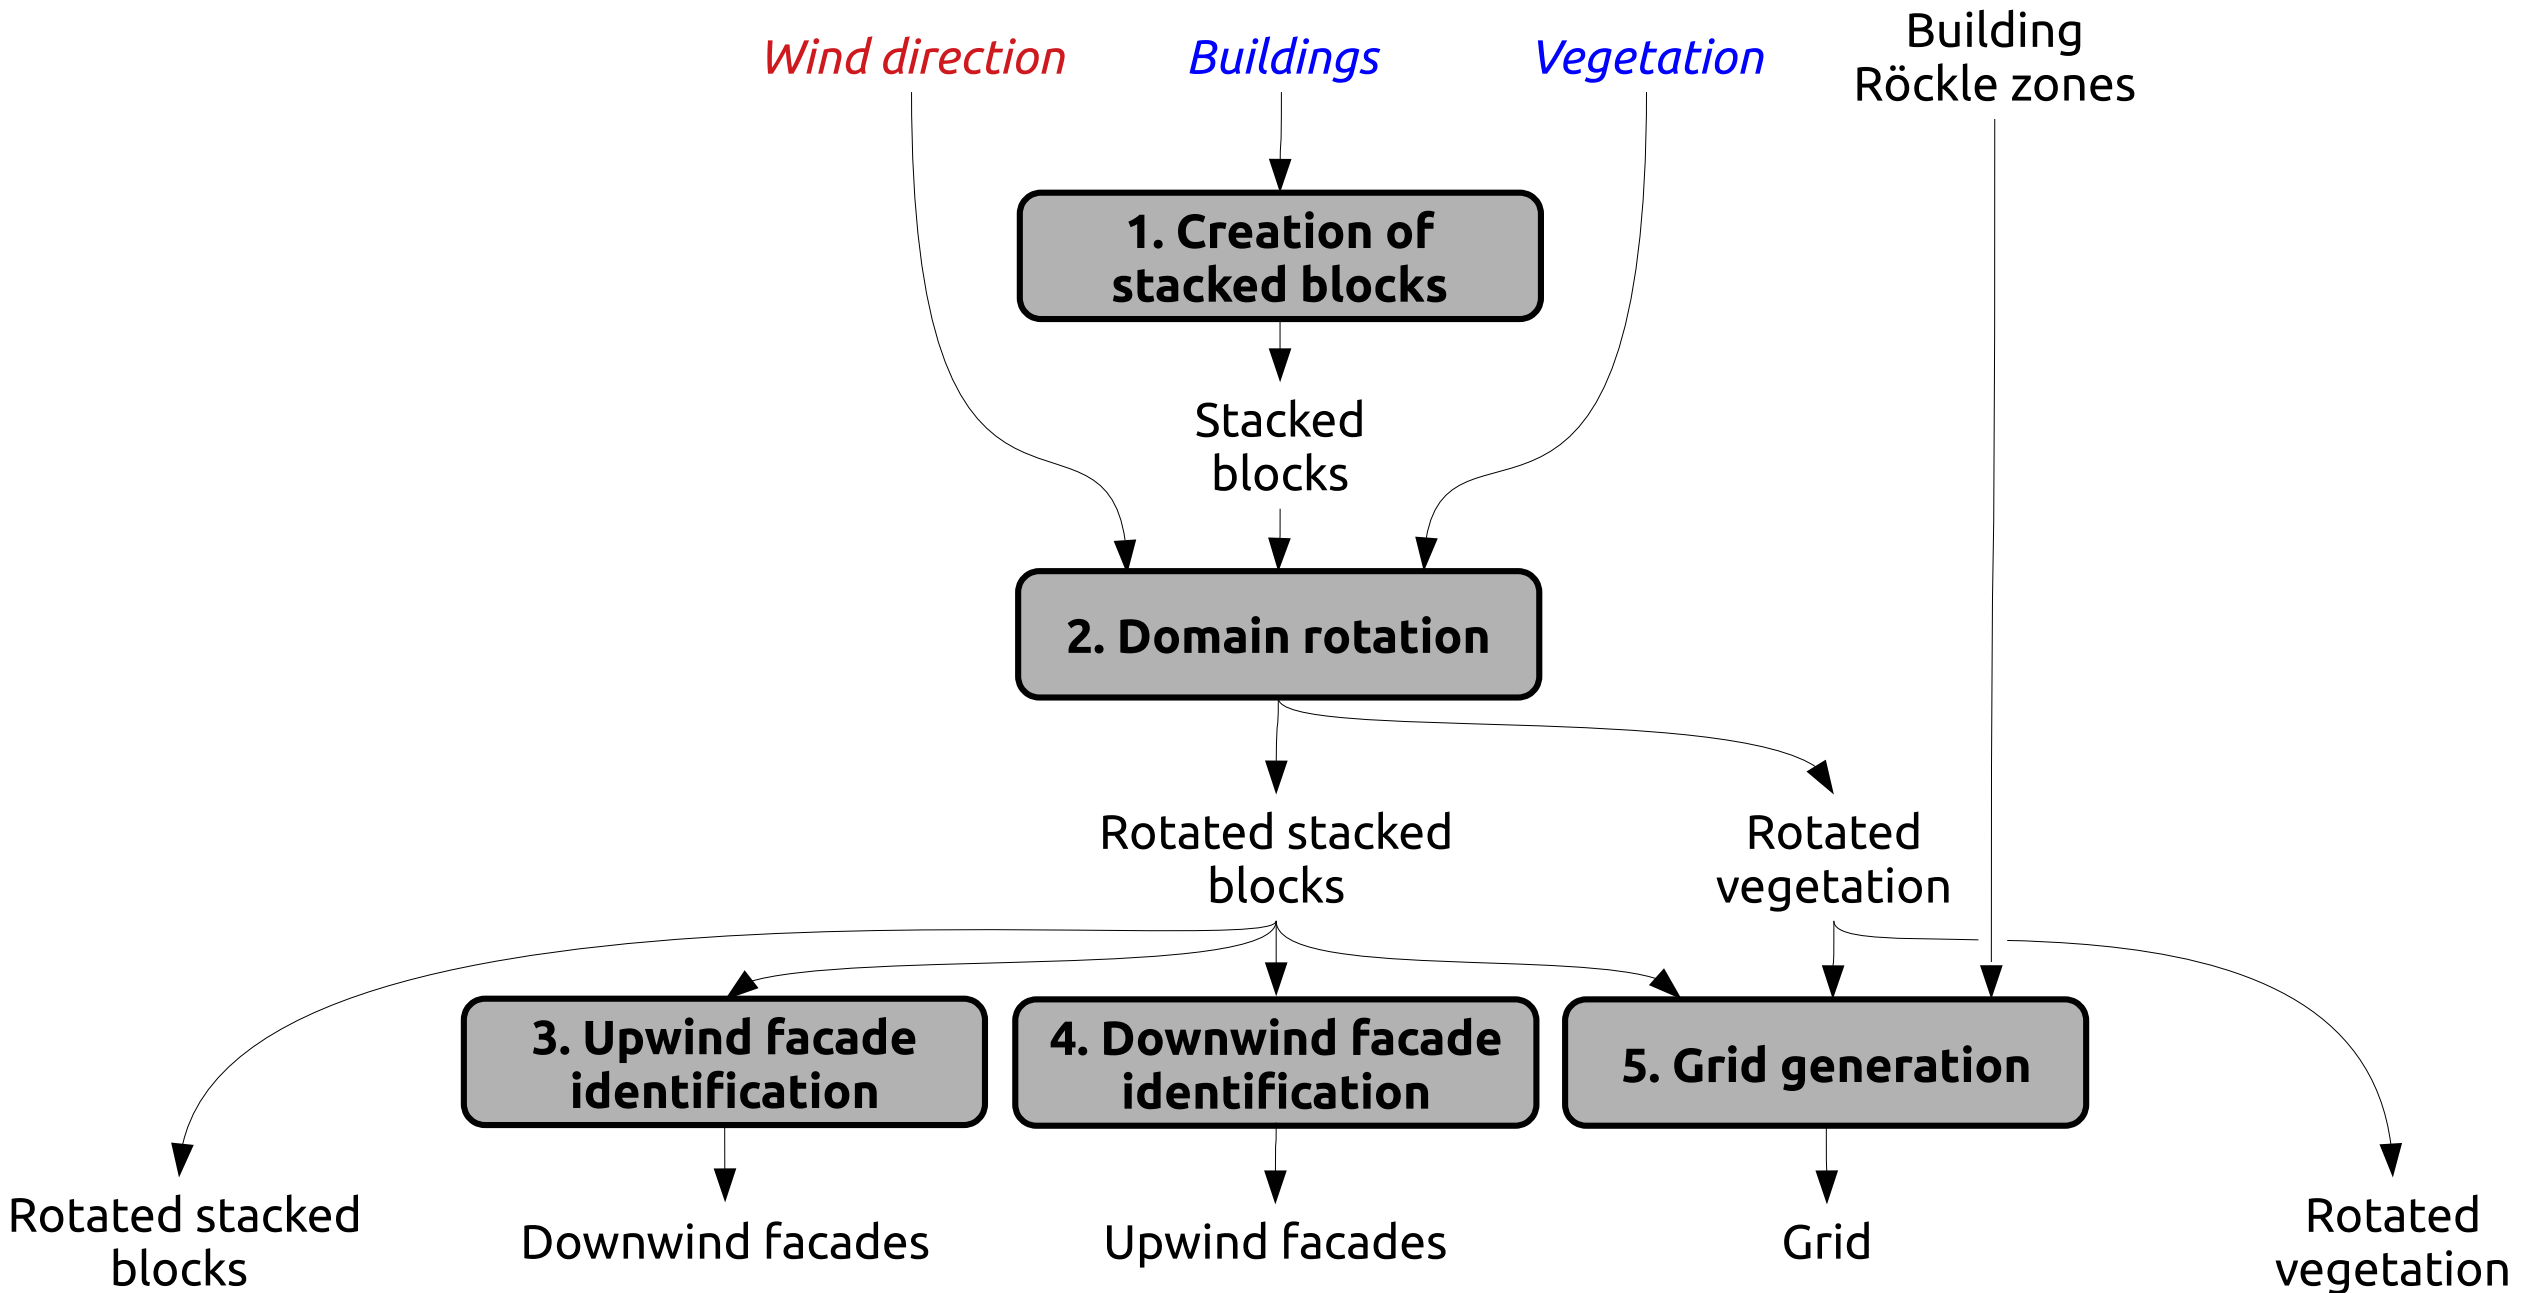 Wind direction
Buildings
Vegetation
Building
Röckle zones
1. Creation of
stacked blocks
Stacked
blocks
2. Domain rotation
Rotated stacked
blocks
Rotated
vegetation
3. Upwind facade
identification
4. Downwind facade
identification
5. Grid generation
Rotated stacked
blocks
Downwind facades
Upwind facades
Grid
Rotated
vegetation